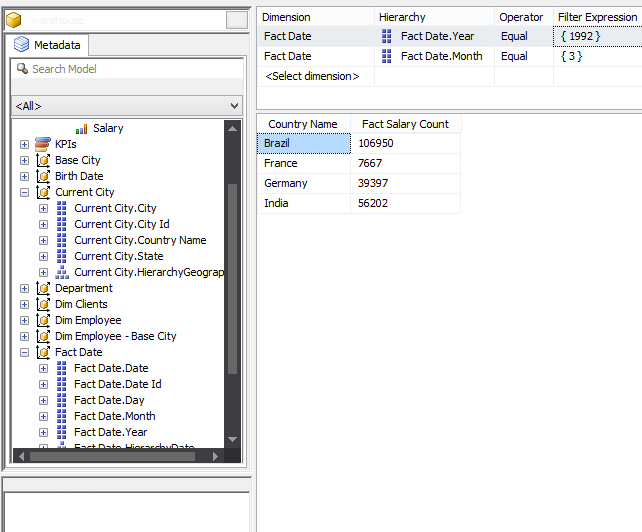 warehouse
Metadata
Search Model
<All>
Salary
KPIs
Base City
Birth Date
Current City
Current City.City
Current City.City Id
Current City.Country Name
Current City.State
Current City.HierarchyGeograp
Department
Dim Clients
Dim Employee
Dim Employee - Base City
Fact Date
Fact Date.Date
Fact Date.Date Id
Fact Date.Day
Fact Date.Month
Fact Date.Year
Fact Date.HierarchyDate
Dimension Hierarchy Operator Filter Expression
Fact Date Fact Date.Year Equal { 1992 }
Fact Date Fact Date.Month Equal { 3 }
<Select dimension>
Country Name Fact Salary Count
Brazil 106950
France 7667
Germany 39397
India 56202